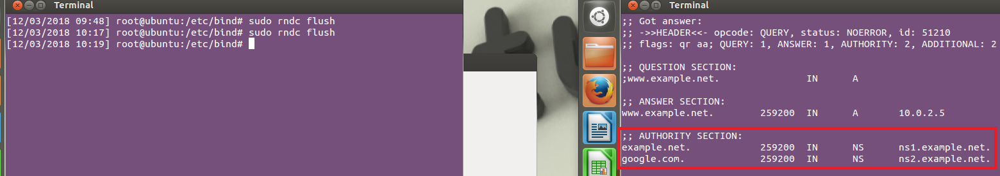 Terminal
[12/03/2018 09:48] root@ubuntu:/etc/bind# sudo rndc flush
[12/03/2018 10:17] root@ubuntu:/etc/bind# sudo rndc flush
[12/03/2018 10:19] root@ubuntu:/etc/bind#
Terminal
;; Got answer:
;; ->>HEADER<<- opcode: QUERY, status: NOERROR, id: 51210
;; flags: qr aa; QUERY: 1, ANSWER: 1, AUTHORITY: 2, ADDITIONAL: 2
;; QUESTION SECTION:
;www.example.net. IN A
;; ANSWER SECTION:
www.example.net. 259200 IN A 10.0.2.5
;; AUTHORITY SECTION:
example.net. 259200 IN NS ns1.example.net.
google.com. 259200 IN NS ns2.example.net.